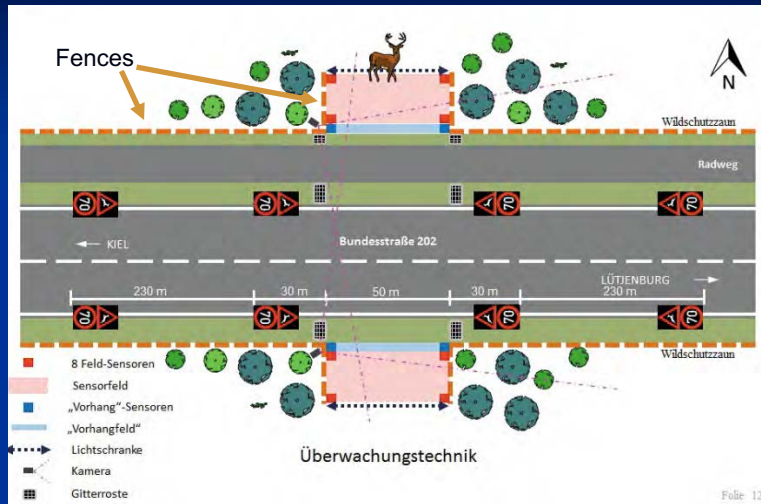 Fences
N
Wildschutzzaun
Radweg
70 70 70 70
Bundesstraße 202
KIEL
LÜTJENBURG
230 m 30 m 50 m 30 m 230 m
70 70 70 70
Wildschutzzaun
8 Feld-Sensoren
Sensorfeld
„Vorhang“-Sensoren
„Vorhangfeld“
Lichtschranke
Kamera
Gitterroste
Überwachungstechnik
Folie 12